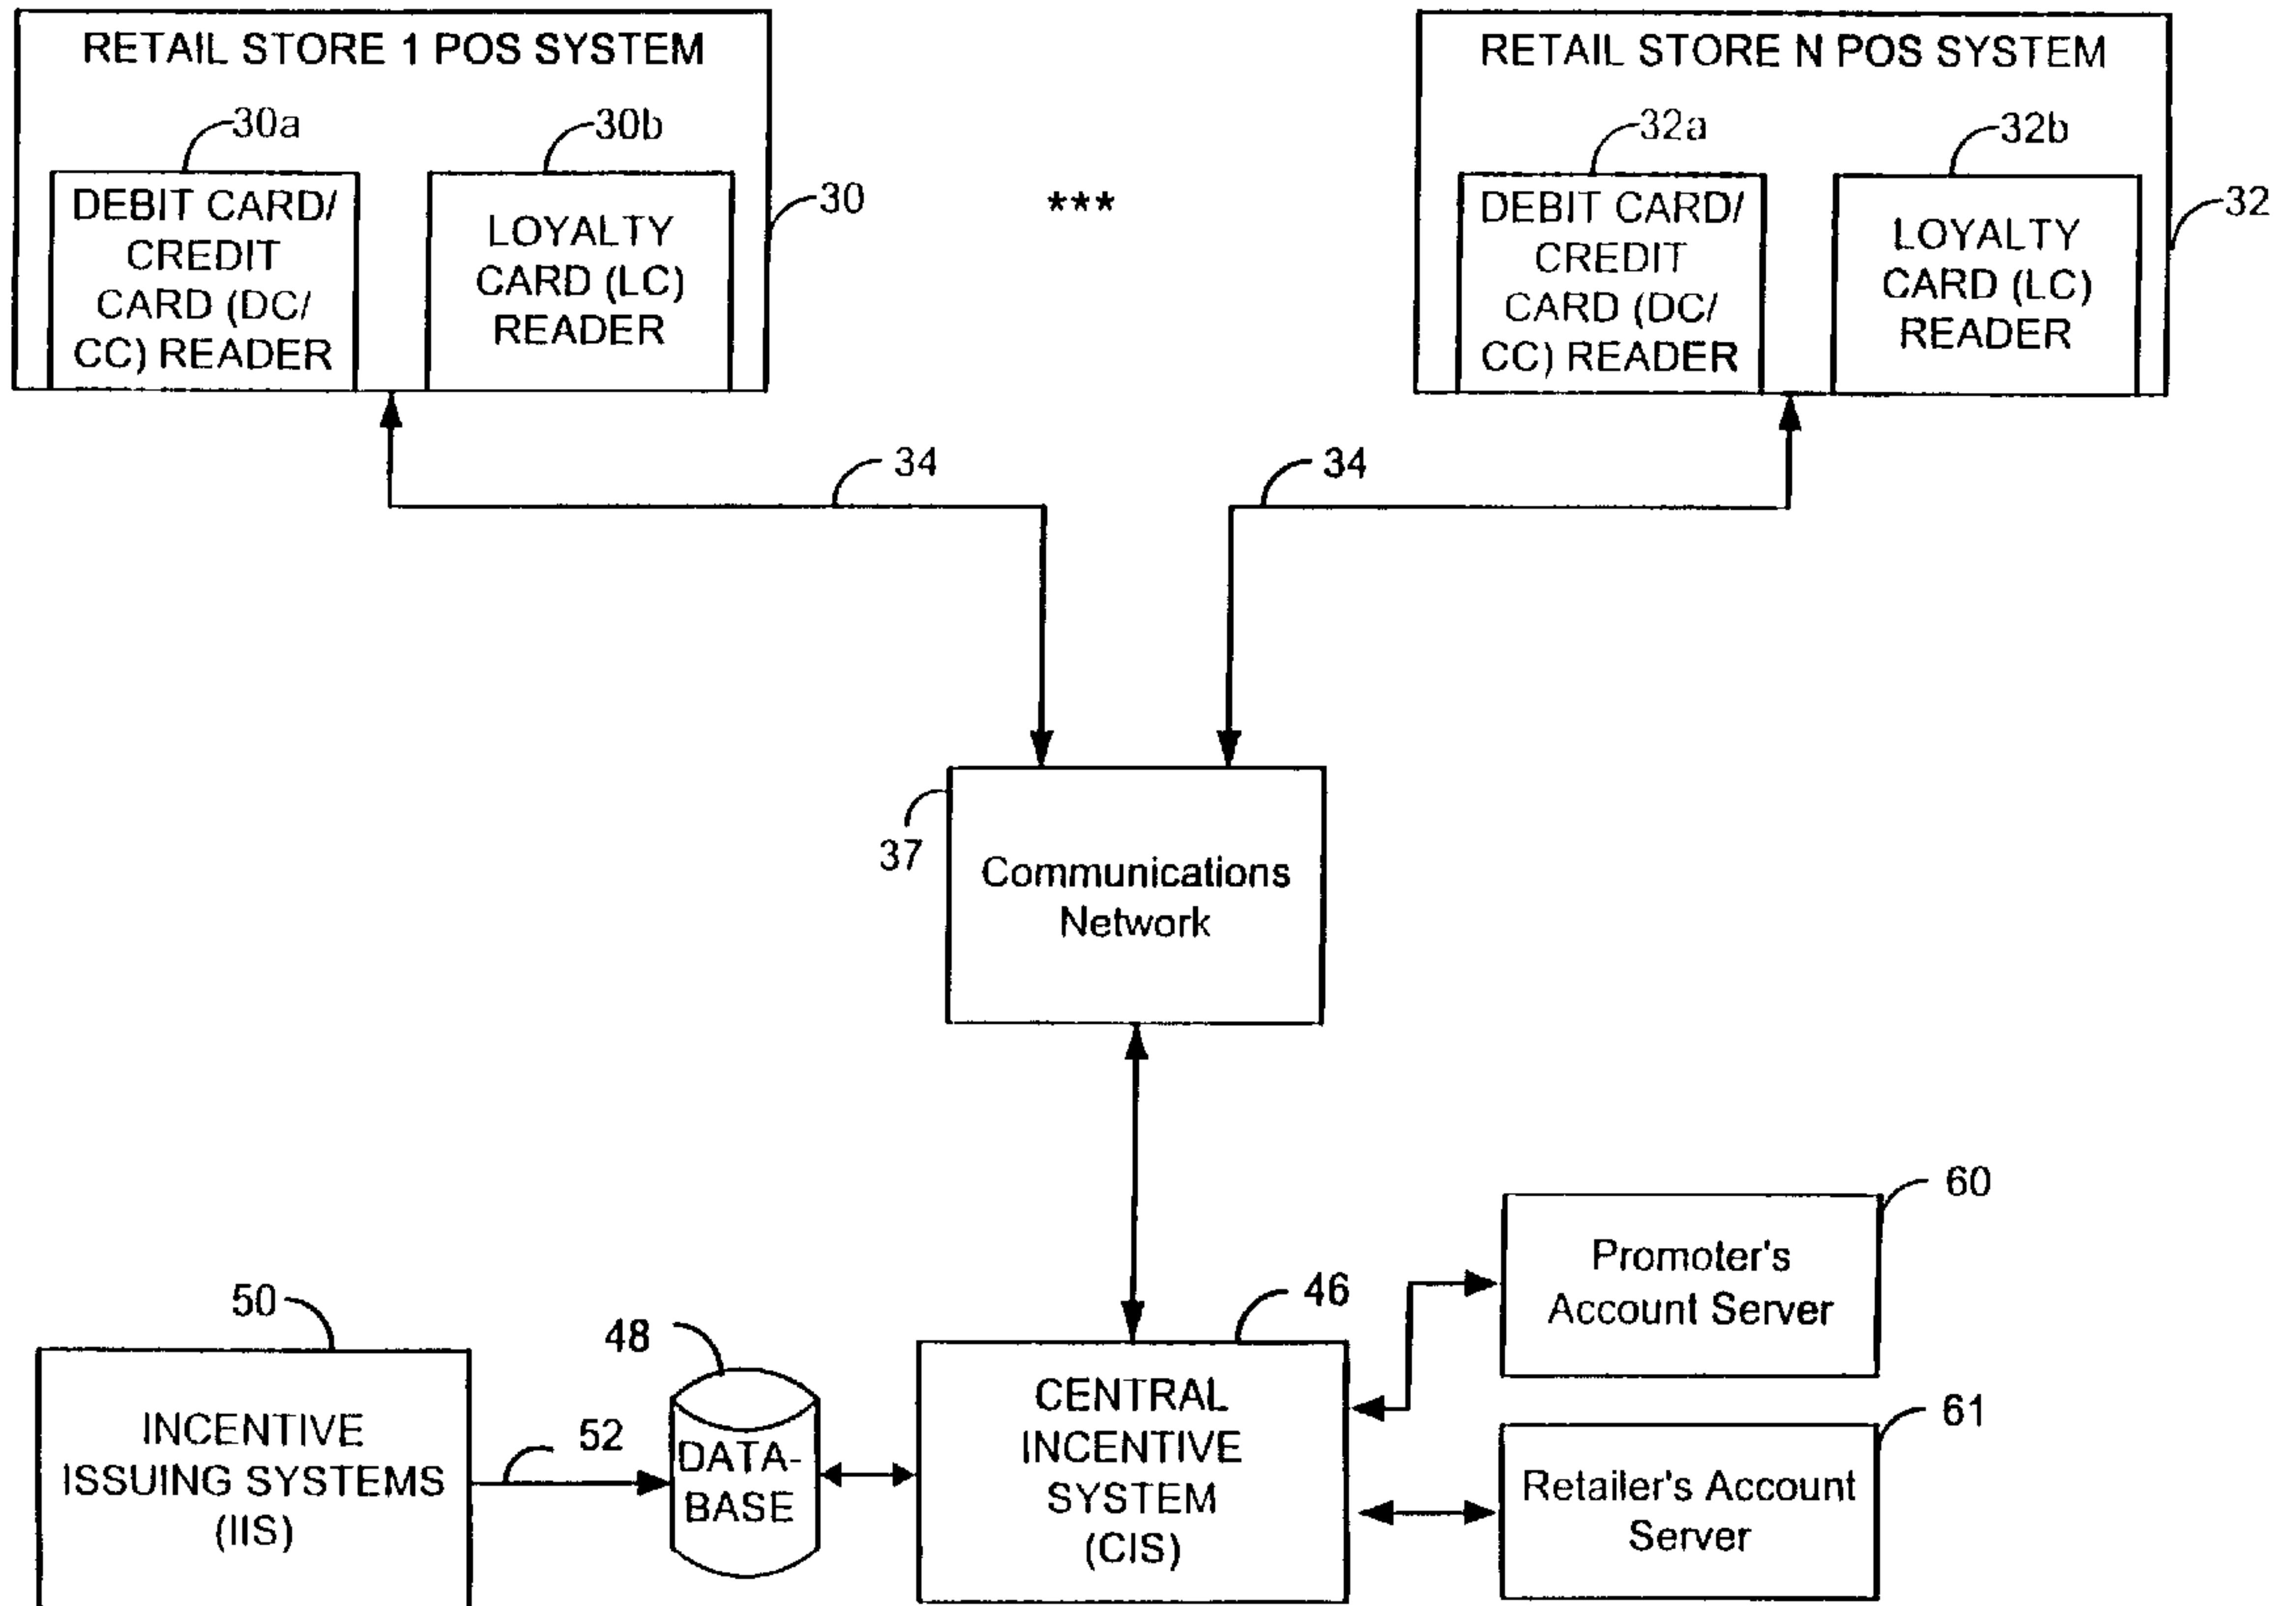 RETAIL STORE 1 POS SYSTEM
30a
30b
DEBIT CARD/
CREDIT
CARD (DC/
CC) READER
LOYALTY
CARD (LC)
READER
30
***
RETAIL STORE N POS SYSTEM
32a
32b
DEBIT CARD/
CREDIT
CARD (DC/
CC) READER
LOYALTY
CARD (LC)
READER
32
34
34
37
Communications
Network
50
INCENTIVE
ISSUING SYSTEMS
(IIS)
52
48
DATA-
BASE
46
CENTRAL
INCENTIVE
SYSTEM
(CIS)
60
Promoter's
Account Server
61
Retailer's Account
Server